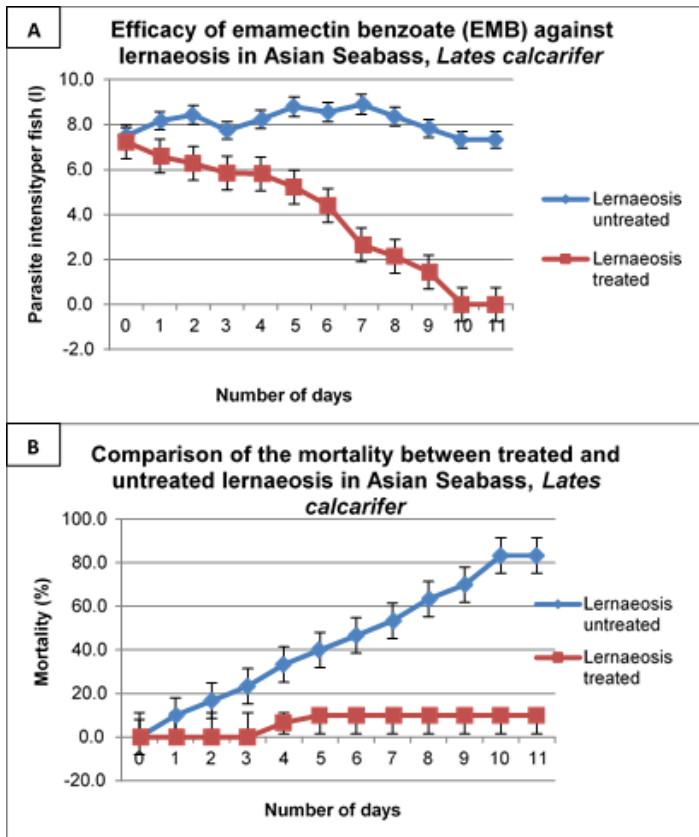 A
Efficacy of emamectin benzoate (EMB) against
lernaeosis in Asian Seabass, Lates calcarifer
Parasite intensityper fish (I)
10.0
8.0
6.0
4.0
2.0
0.0
-2.0
0 1 2 3 4 5 6 7 8 9 10 11
Number of days
Lernaeosis
untreated
Lernaeosis
treated
B
Comparison of the mortality between treated and
untreated lernaeosis in Asian Seabass, Lates
calcarifer
Mortality (%)
100.0
80.0
60.0
40.0
20.0
0.0
-20.0
0 1 2 3 4 5 6 7 8 9 10 11
Number of days
Lernaeosis
untreated
Lernaeosis
treated